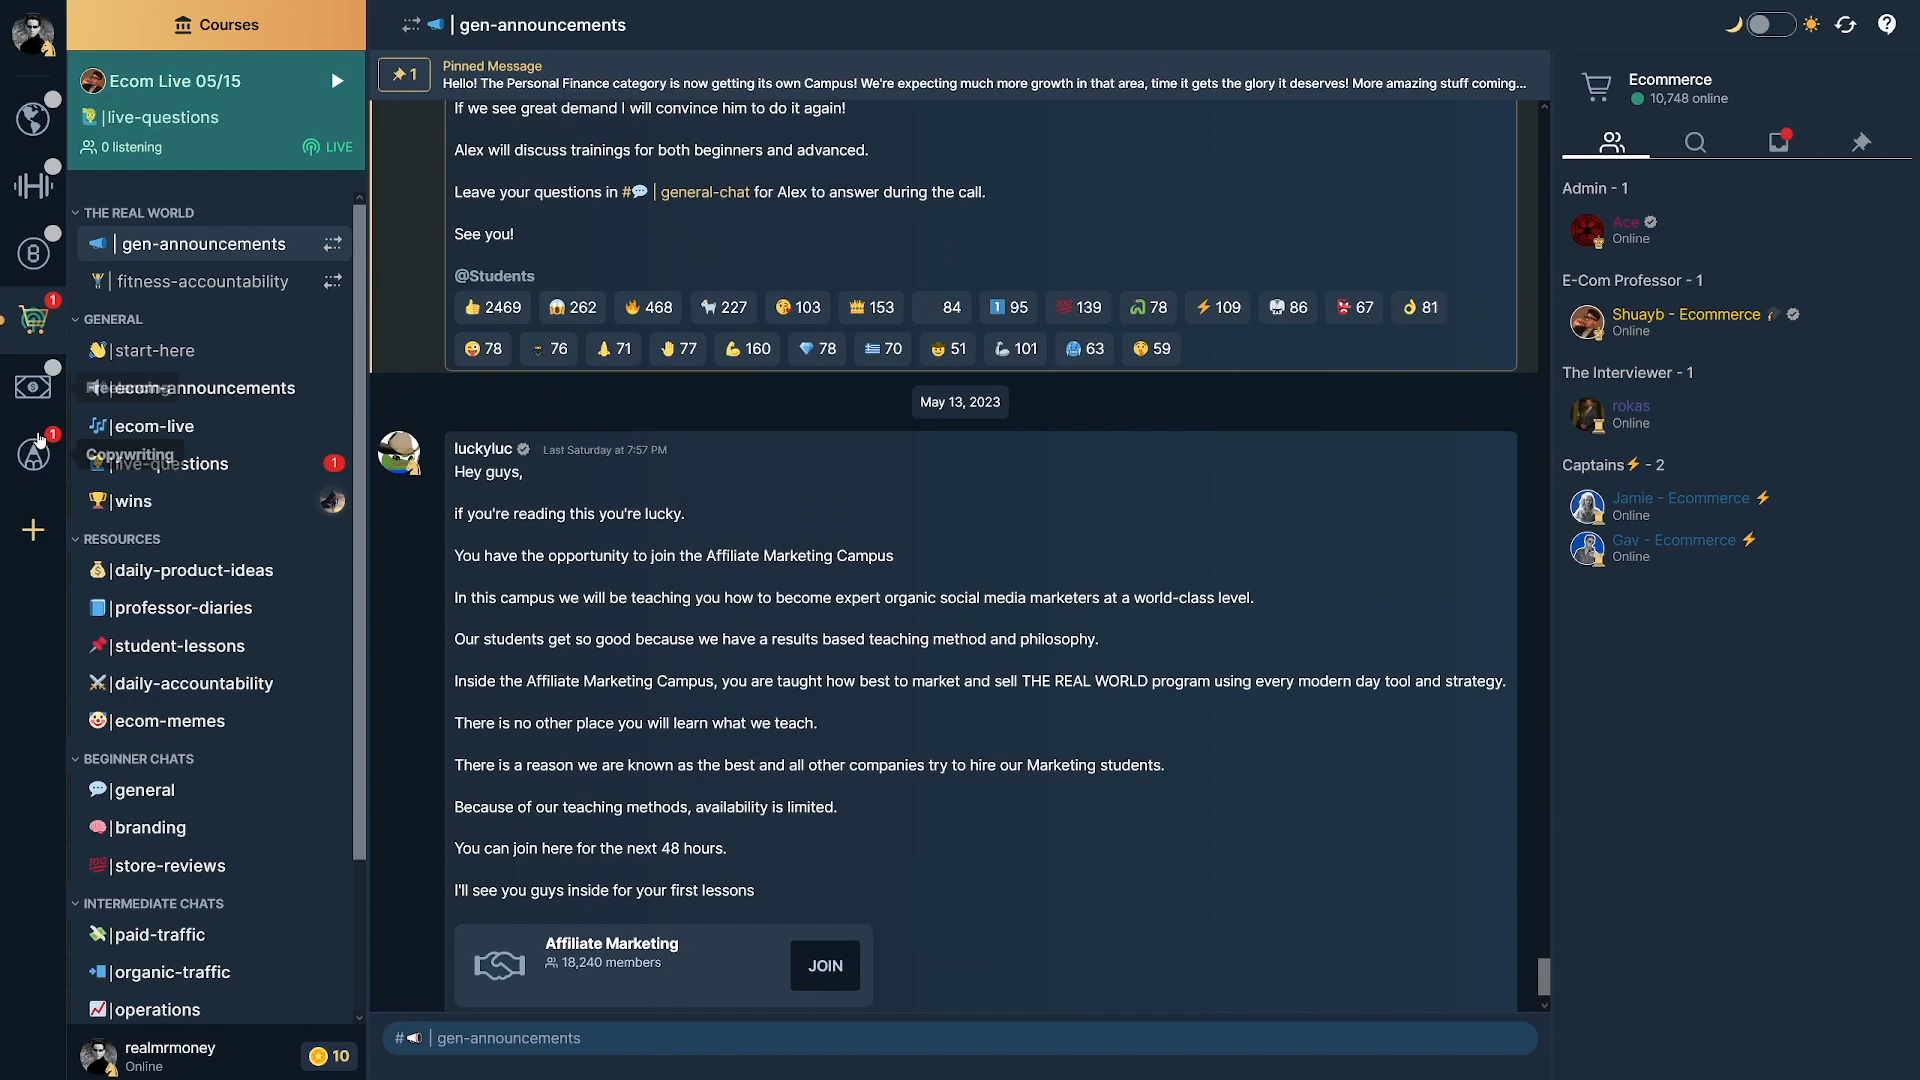 Courses
Ecom Live 05/15
|live-questions
0 listening
LIVE
THE REAL WORLD
| gen-announcements
| fitness-accountability
GENERAL
|start-here
|ecom-announcements
|ecom-live
Copywriting
|live-questions
1
|wins
RESOURCES
|daily-product-ideas
|professor-diaries
|student-lessons
|daily-accountability
|ecom-memes
BEGINNER CHATS
|general
|branding
|store-reviews
INTERMEDIATE CHATS
|paid-traffic
|organic-traffic
|operations
realmrmoney
Online
10
1
1
| gen-announcements
1
Pinned Message
Hello! The Personal Finance category is now getting its own Campus! We're expecting much more growth in that area, time it gets the glory it deserves! More amazing stuff coming...
If we see great demand I will convince him to do it again!
Alex will discuss trainings for both beginners and advanced.
Leave your questions in #💬 | general-chat for Alex to answer during the call.
See you!
@Students
2469 262 468 227 103 153 84 95 139 78 109 86 67 81
78 76 71 77 160 78 70 51 101 63 59
May 13, 2023
luckyluc Last Saturday at 7:57 PM
Hey guys,
if you're reading this you're lucky.
You have the opportunity to join the Affiliate Marketing Campus
In this campus we will be teaching you how to become expert organic social media marketers at a world-class level.
Our students get so good because we have a results based teaching method and philosophy.
Inside the Affiliate Marketing Campus, you are taught how best to market and sell THE REAL WORLD program using every modern day tool and strategy.
There is no other place you will learn what we teach.
There is a reason we are known as the best and all other companies try to hire our Marketing students.
Because of our teaching methods, availability is limited.
You can join here for the next 48 hours.
I'll see you guys inside for your first lessons
Affiliate Marketing
18,240 members
JOIN
#📣 | gen-announcements
Ecommerce
10,748 online
Admin - 1
Ace
Online
E-Com Professor - 1
Shuayb - Ecommerce
Online
The Interviewer - 1
rokas
Online
Captains⚡ - 2
Jamie - Ecommerce ⚡
Online
Gav - Ecommerce ⚡
Online